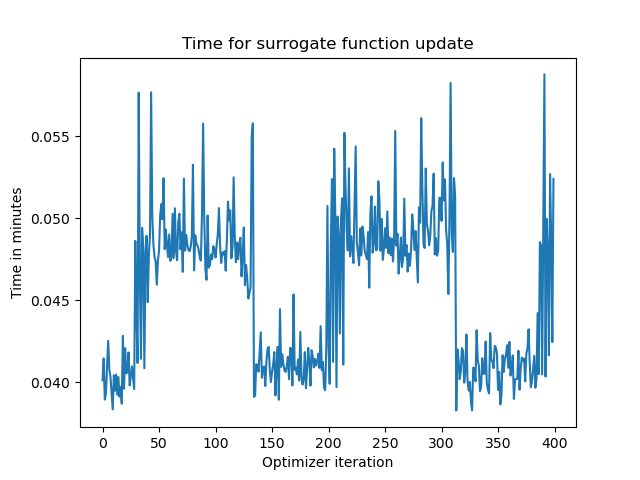 Time for surrogate function update
0.055
0.050
0.045
0.040
Time in minutes
0 50 100 150 200 250 300 350 400
Optimizer iteration